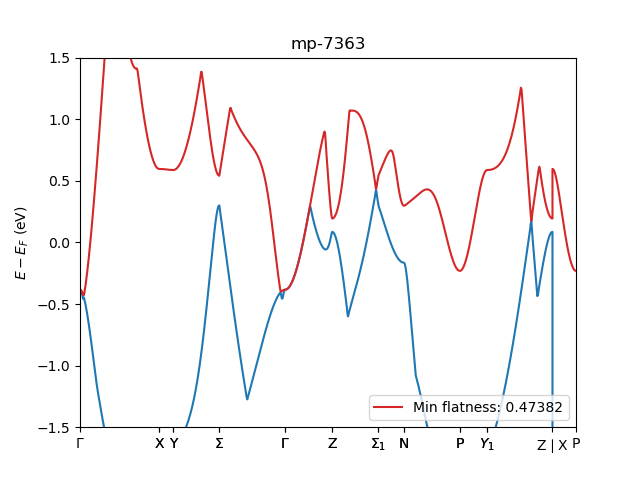 mp-7363
E − E_F (eV)
1.5
1.0
0.5
0.0
−0.5
−1.0
−1.5
Min flatness: 0.47382
Γ X Y Σ Γ Z Σ₁ N P Y₁ Z | X P